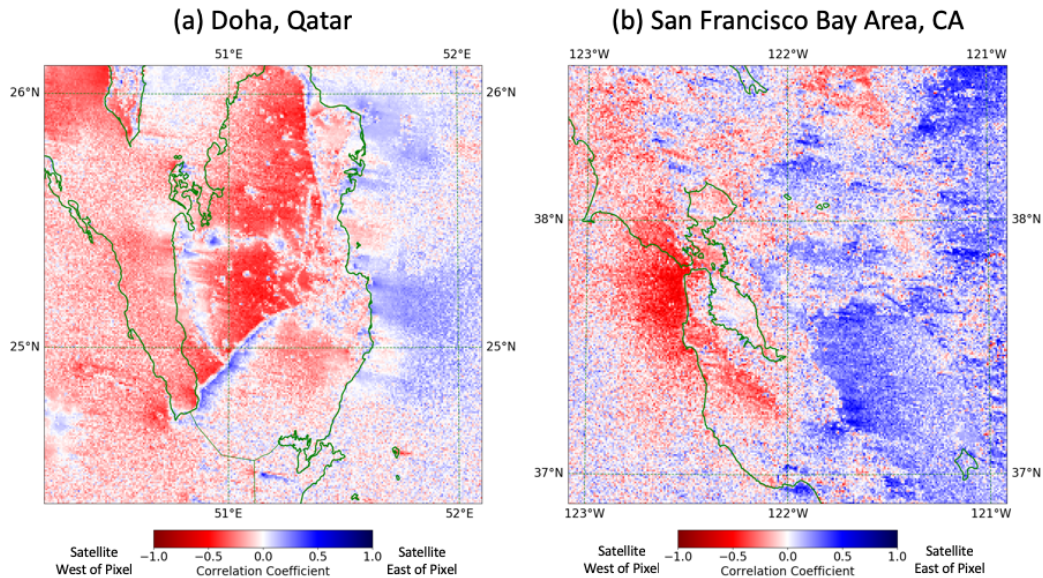 (a) Doha, Qatar
51°E 52°E
26°N
25°N
51°E 52°E
Satellite
West of Pixel
−1.0 −0.5 0.0 0.5 1.0
Correlation Coefficient
Satellite
East of Pixel
(b) San Francisco Bay Area, CA
123°W 122°W 121°W
38°N 38°N
37°N 37°N
123°W 122°W 121°W
Satellite
West of Pixel
−1.0 −0.5 0.0 0.5 1.0
Correlation Coefficient
Satellite
East of Pixel